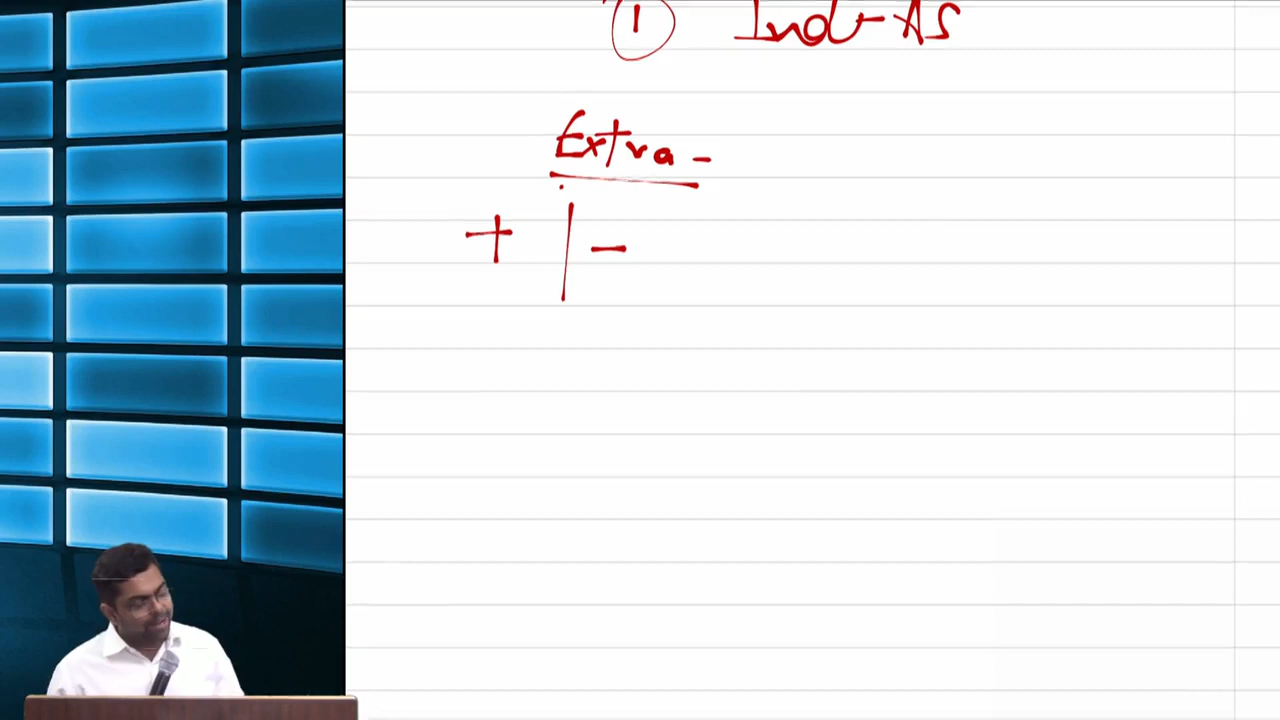 ① Ind-AS
Extra -
+ | -